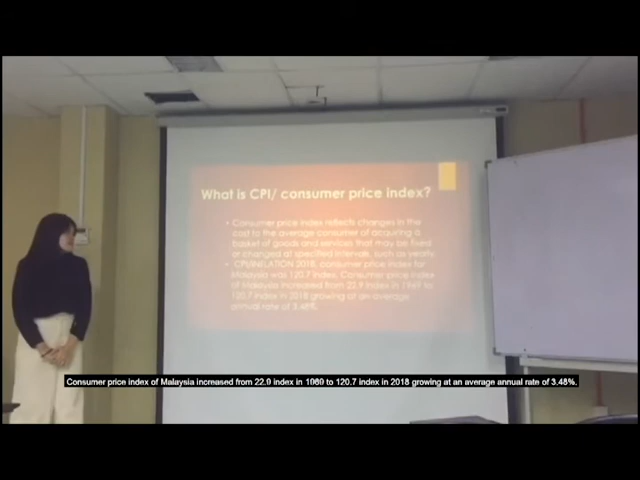 What is CPI/ consumer price index?
• Consumer price index reflects changes in the
cost to the average consumer of acquiring a
basket of goods and services that may be fixed
or changed at specified intervals, such as yearly.
• CPI/INFLATION 2018, consumer price index for
Malaysia was 120.7 index. Consumer price index
of Malaysia increased from 22.9 index in 1969 to
120.7 index in 2018 growing at an average
annual rate of 3.48%.
Consumer price index of Malaysia increased from 22.9 index in 1969 to 120.7 index in 2018 growing at an average annual rate of 3.48%.